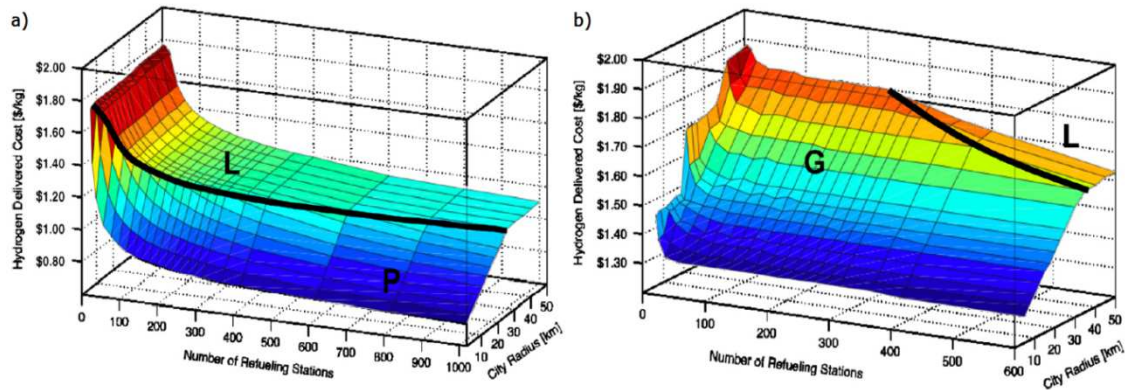 a)
$2.00
$1.80
$1.60
$1.40
$1.20
$1.00
$0.80
Hydrogen Delivered Cost [$/kg]
L
P
0 100 200 300 400 500 600 700 800 900 1000
Number of Refueling Stations
10 20 30 40 50
City Radius [km]
b)
$2.00
$1.90
$1.80
$1.70
$1.60
$1.50
$1.40
$1.30
Hydrogen Delivered Cost [$/kg]
G
L
0 100 200 300 400 500 600
Number of Refueling Stations
10 20 30 40 50
City Radius [km]